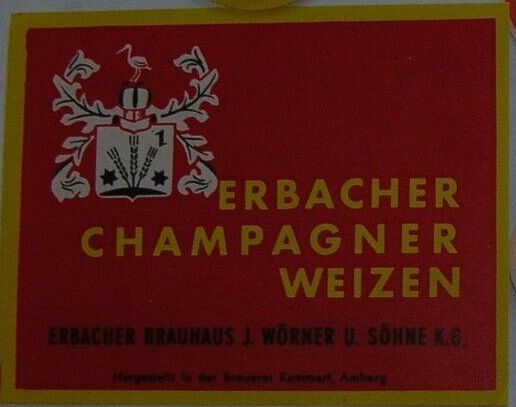 ERBACHER
CHAMPAGNER
WEIZEN
ERBACHER BRAUHAUS J. WÖRNER U. SÖHNE K.G.
Hergestellt in der Brauerei Kummert, Amberg